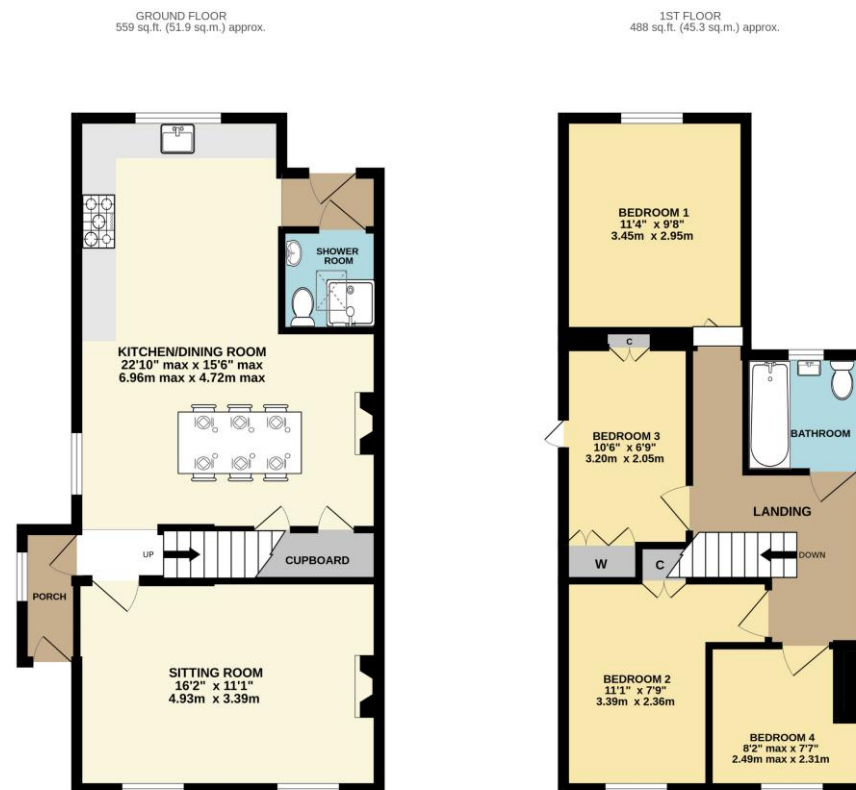 GROUND FLOOR
559 sq.ft. (51.9 sq.m.) approx.
1ST FLOOR
488 sq.ft. (45.3 sq.m.) approx.
SHOWER
ROOM
KITCHEN/DINING ROOM
22'10" max x 15'6" max
6.96m max x 4.72m max
UP
CUPBOARD
PORCH
SITTING ROOM
16'2" x 11'1"
4.93m x 3.39m
BEDROOM 1
11'4" x 9'8"
3.45m x 2.95m
C
BEDROOM 3
10'6" x 6'9"
3.20m x 2.05m
BATHROOM
LANDING
DOWN
W
C
BEDROOM 2
11'1" x 7'9"
3.39m x 2.36m
BEDROOM 4
8'2" max x 7'7"
2.49m max x 2.31m